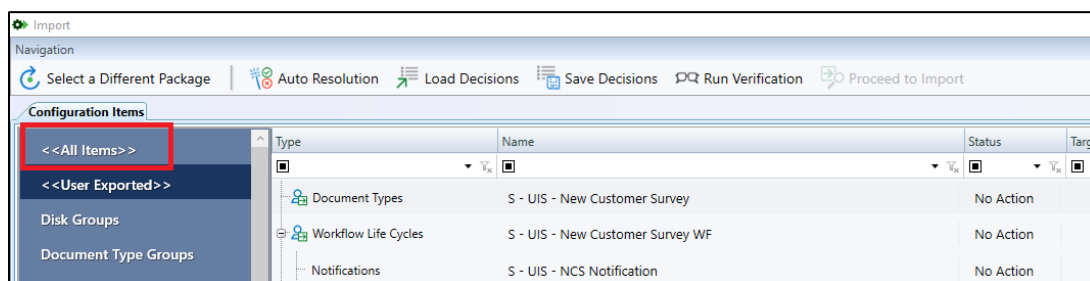 Import
Navigation
Select a Different Package Auto Resolution Load Decisions Save Decisions Run Verification Proceed to Import
Configuration Items
<<All Items>>
<<User Exported>>
Disk Groups
Document Type Groups
Type Name Status Targ
Document Types S - UIS - New Customer Survey No Action
Workflow Life Cycles S - UIS - New Customer Survey WF No Action
Notifications S - UIS - NCS Notification No Action